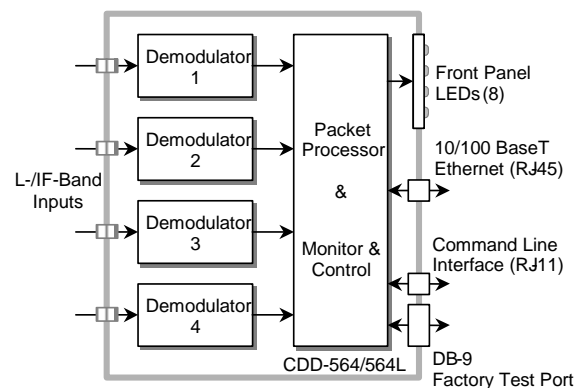 L-/IF-Band
Inputs
Demodulator
1
Demodulator
2
Demodulator
3
Demodulator
4
Packet
Processor
&
Monitor &
Control
CDD-564/564L
Front Panel
LEDs (8)
10/100 BaseT
Ethernet (RJ45)
Command Line
Interface (RJ11)
DB-9
Factory Test Port